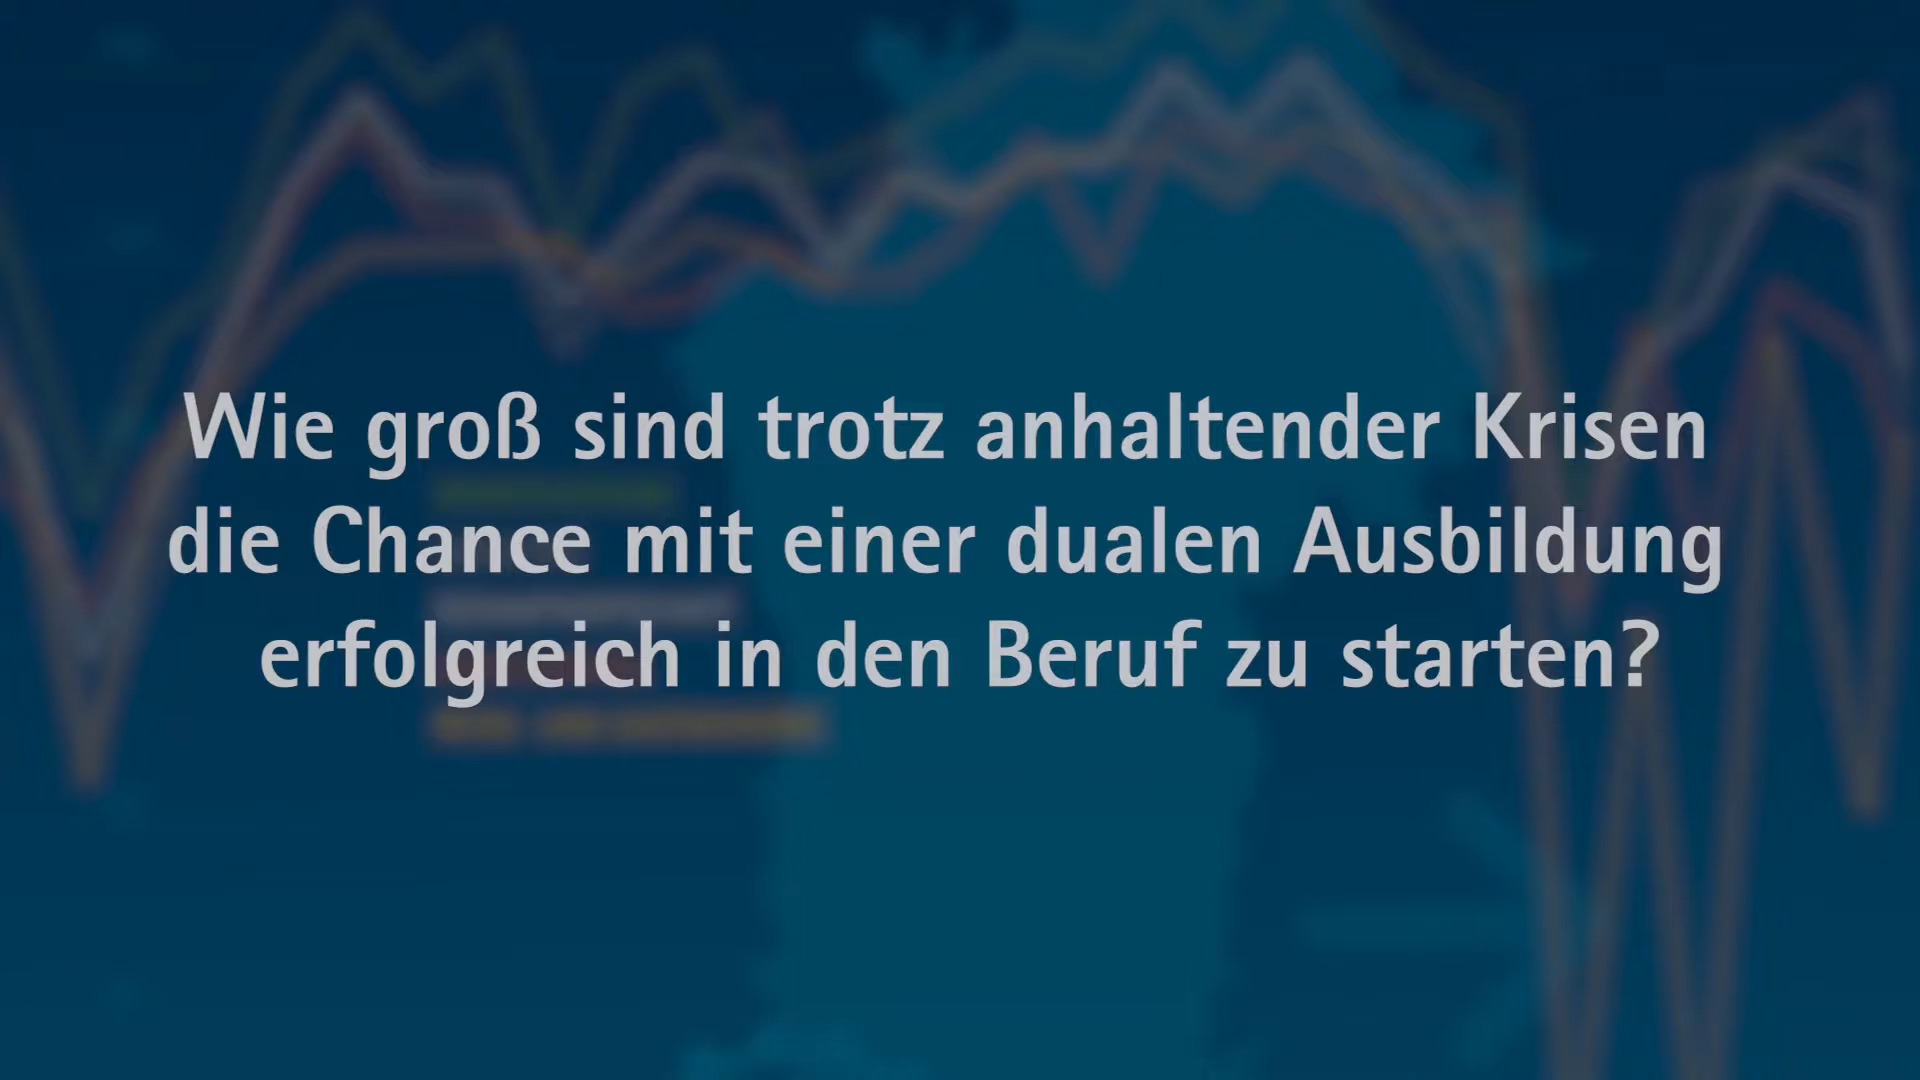 Wie groß sind trotz anhaltender Krisen
die Chance mit einer dualen Ausbildung
erfolgreich in den Beruf zu starten?